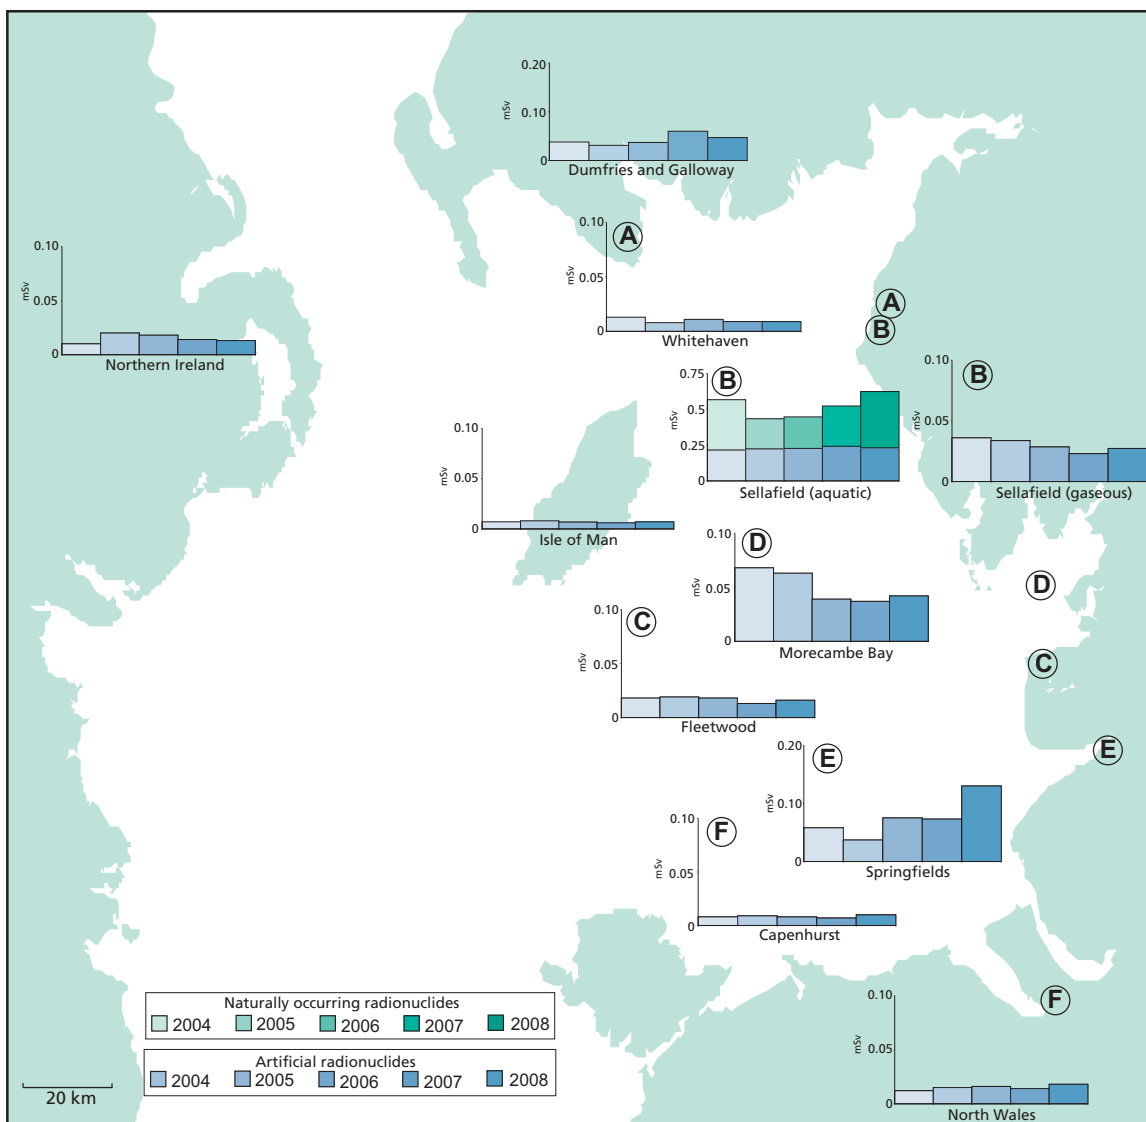 0.20
mSv
0.10
0
Dumfries and Galloway
0.10
A
mSv
0.05
0
Whitehaven
0.10
mSv
0.05
0
Northern Ireland
A
B
0.75
B
0.5
mSv
0.25
0
Sellafield (aquatic)
0.10
B
mSv
0.05
0
Sellafield (gaseous)
0.10
mSv
0.05
0
Isle of Man
0.10
D
mSv
0.05
0
Morecambe Bay
D
0.10
C
mSv
0.05
0
Fleetwood
C
0.20
E
mSv
0.10
0
Springfields
E
0.10
F
mSv
0.05
0
Capenhurst
0.10
F
mSv
0.05
0
North Wales
Naturally occurring radionuclides
2004 2005 2006 2007 2008
Artificial radionuclides
2004 2005 2006 2007 2008
20 km